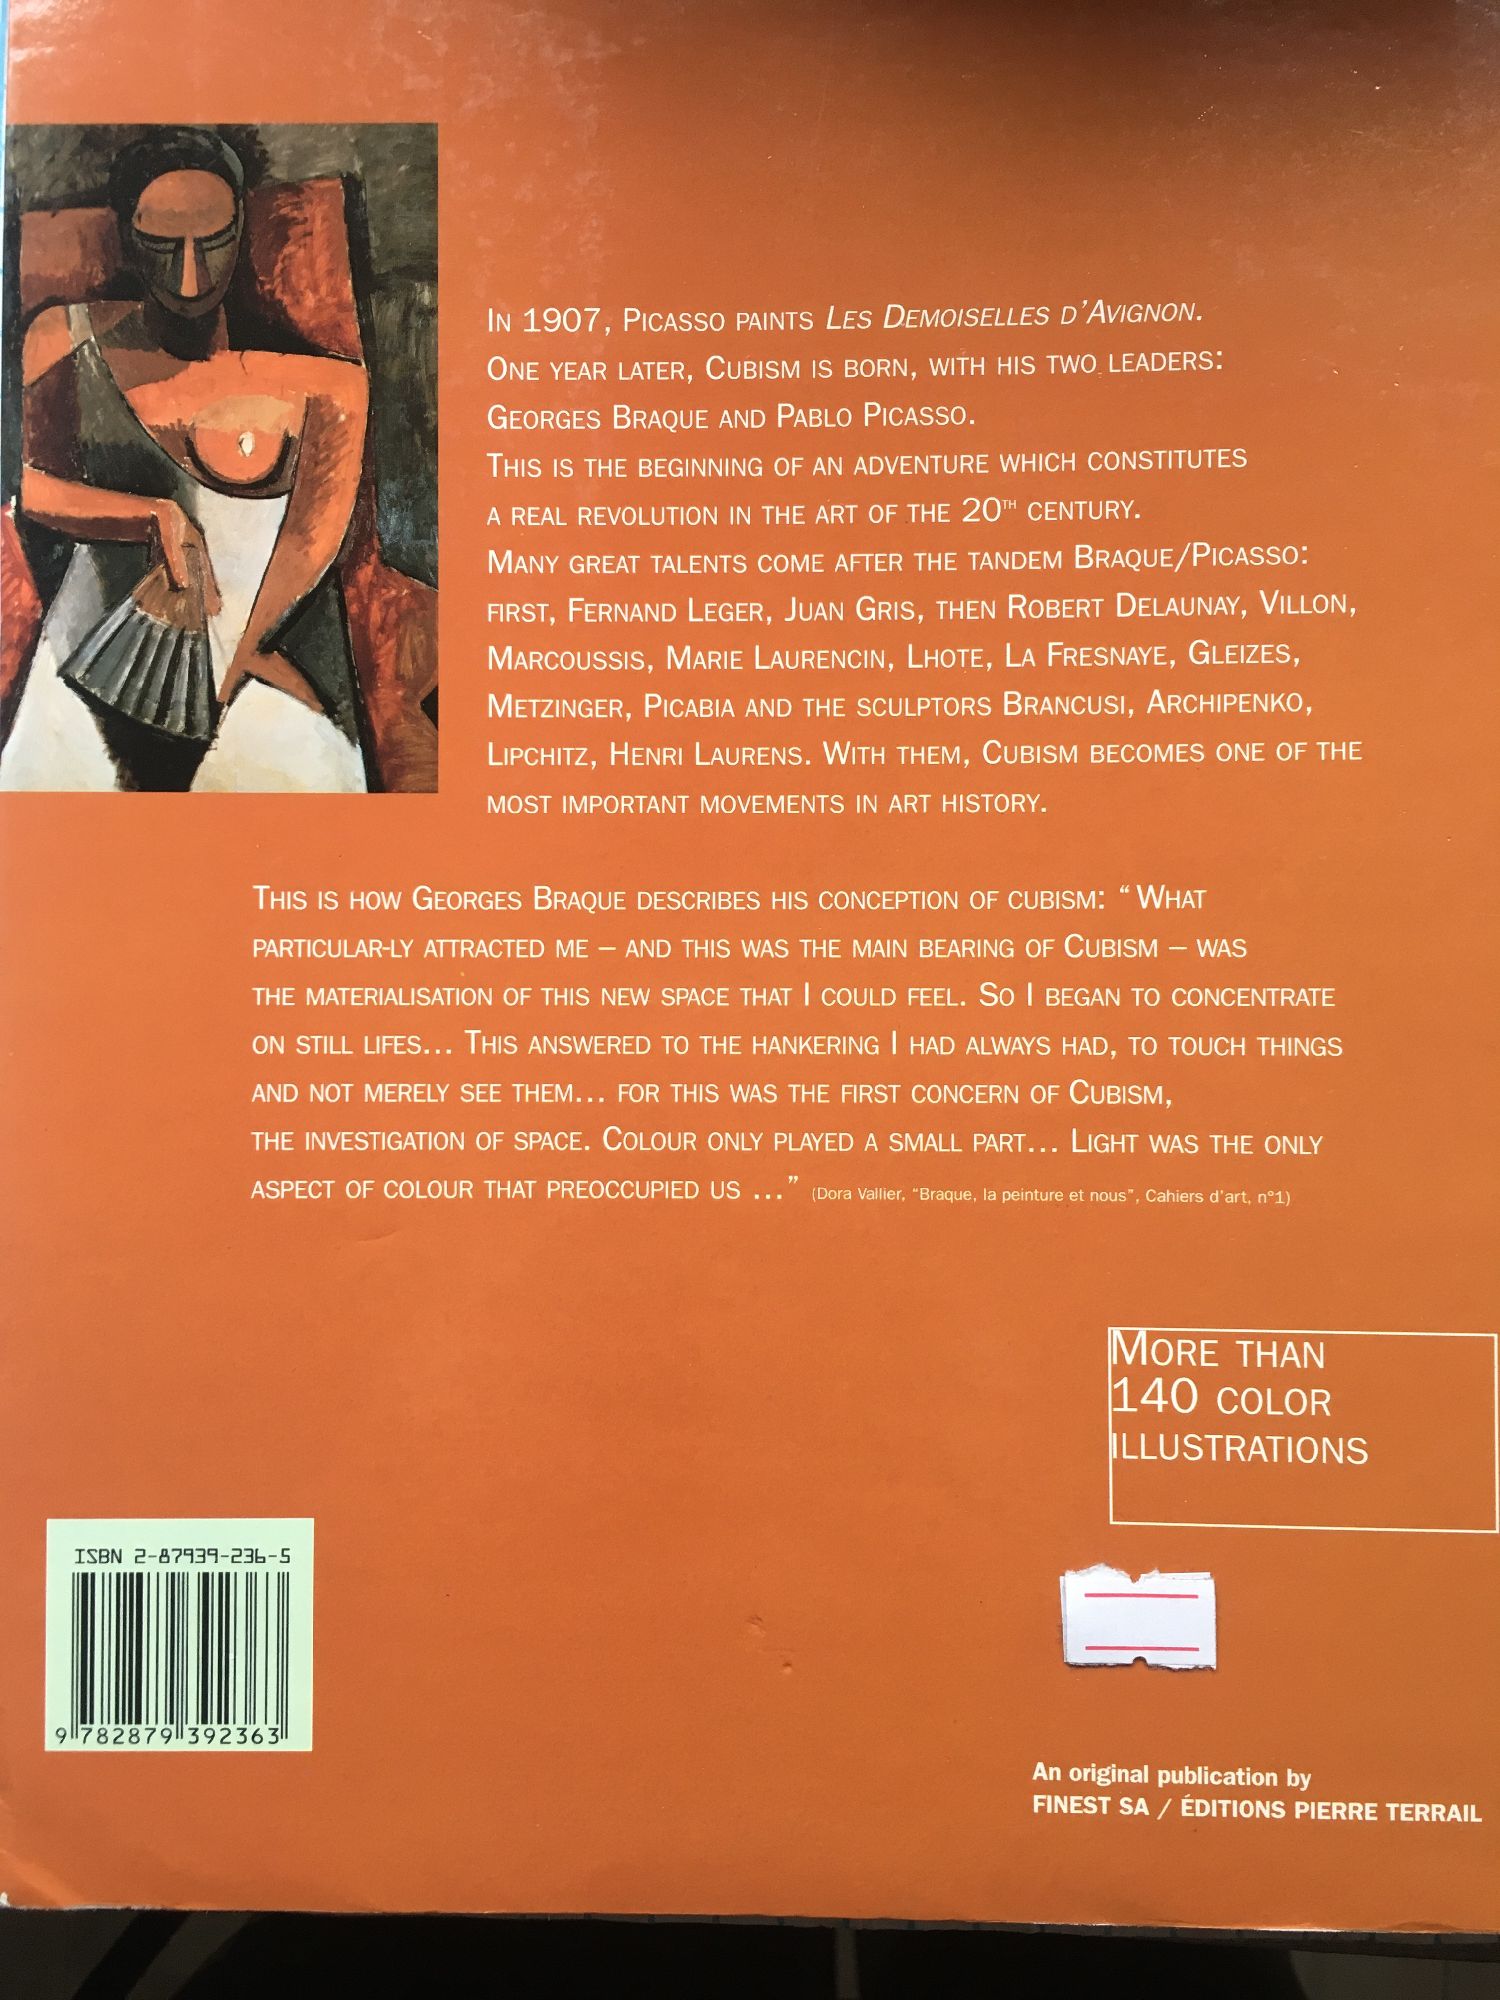 In 1907, Picasso paints Les Demoiselles d'Avignon.
One year later, Cubism is born, with his two leaders:
Georges Braque and Pablo Picasso.
This is the beginning of an adventure which constitutes
a real revolution in the art of the 20th century.
Many great talents come after the tandem Braque/Picasso:
first, Fernand Leger, Juan Gris, then Robert Delaunay, Villon,
Marcoussis, Marie Laurencin, Lhote, La Fresnaye, Gleizes,
Metzinger, Picabia and the sculptors Brancusi, Archipenko,
Lipchitz, Henri Laurens. With them, Cubism becomes one of the
most important movements in art history.
This is how Georges Braque describes his conception of cubism: “ What
particular-ly attracted me – and this was the main bearing of Cubism – was
the materialisation of this new space that I could feel. So I began to concentrate
on still lifes... This answered to the hankering I had always had, to touch things
and not merely see them... for this was the first concern of Cubism,
the investigation of space. Colour only played a small part... Light was the only
aspect of colour that preoccupied us ...” (Dora Vallier, “Braque, la peinture et nous”, Cahiers d'art, n°1)
More than
140 color
illustrations
ISBN 2-87939-236-5
9 782879 392363
An original publication by
FINEST SA / ÉDITIONS PIERRE TERRAIL